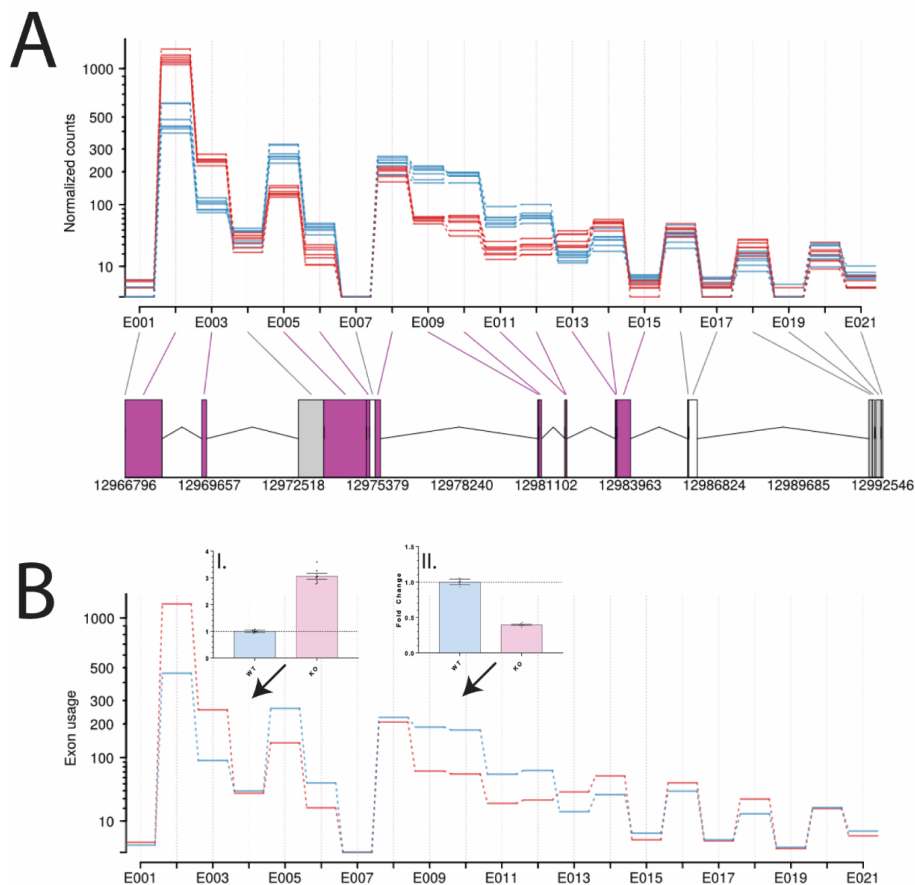 A
Normalized counts
1000
500
300
200
100
10
E001 E003 E005 E007 E009 E011 E013 E015 E017 E019 E021
12966796 12969657 12972518 12975379 12978240 12981102 12983963 12986824 12989685 12992546
B
I.
4
3
2
1
0
WT KO
II.
Fold Change
1.5
1.0
0.5
0.0
WT KO
Exon usage
1000
500
300
200
100
10
E001 E003 E005 E007 E009 E011 E013 E015 E017 E019 E021